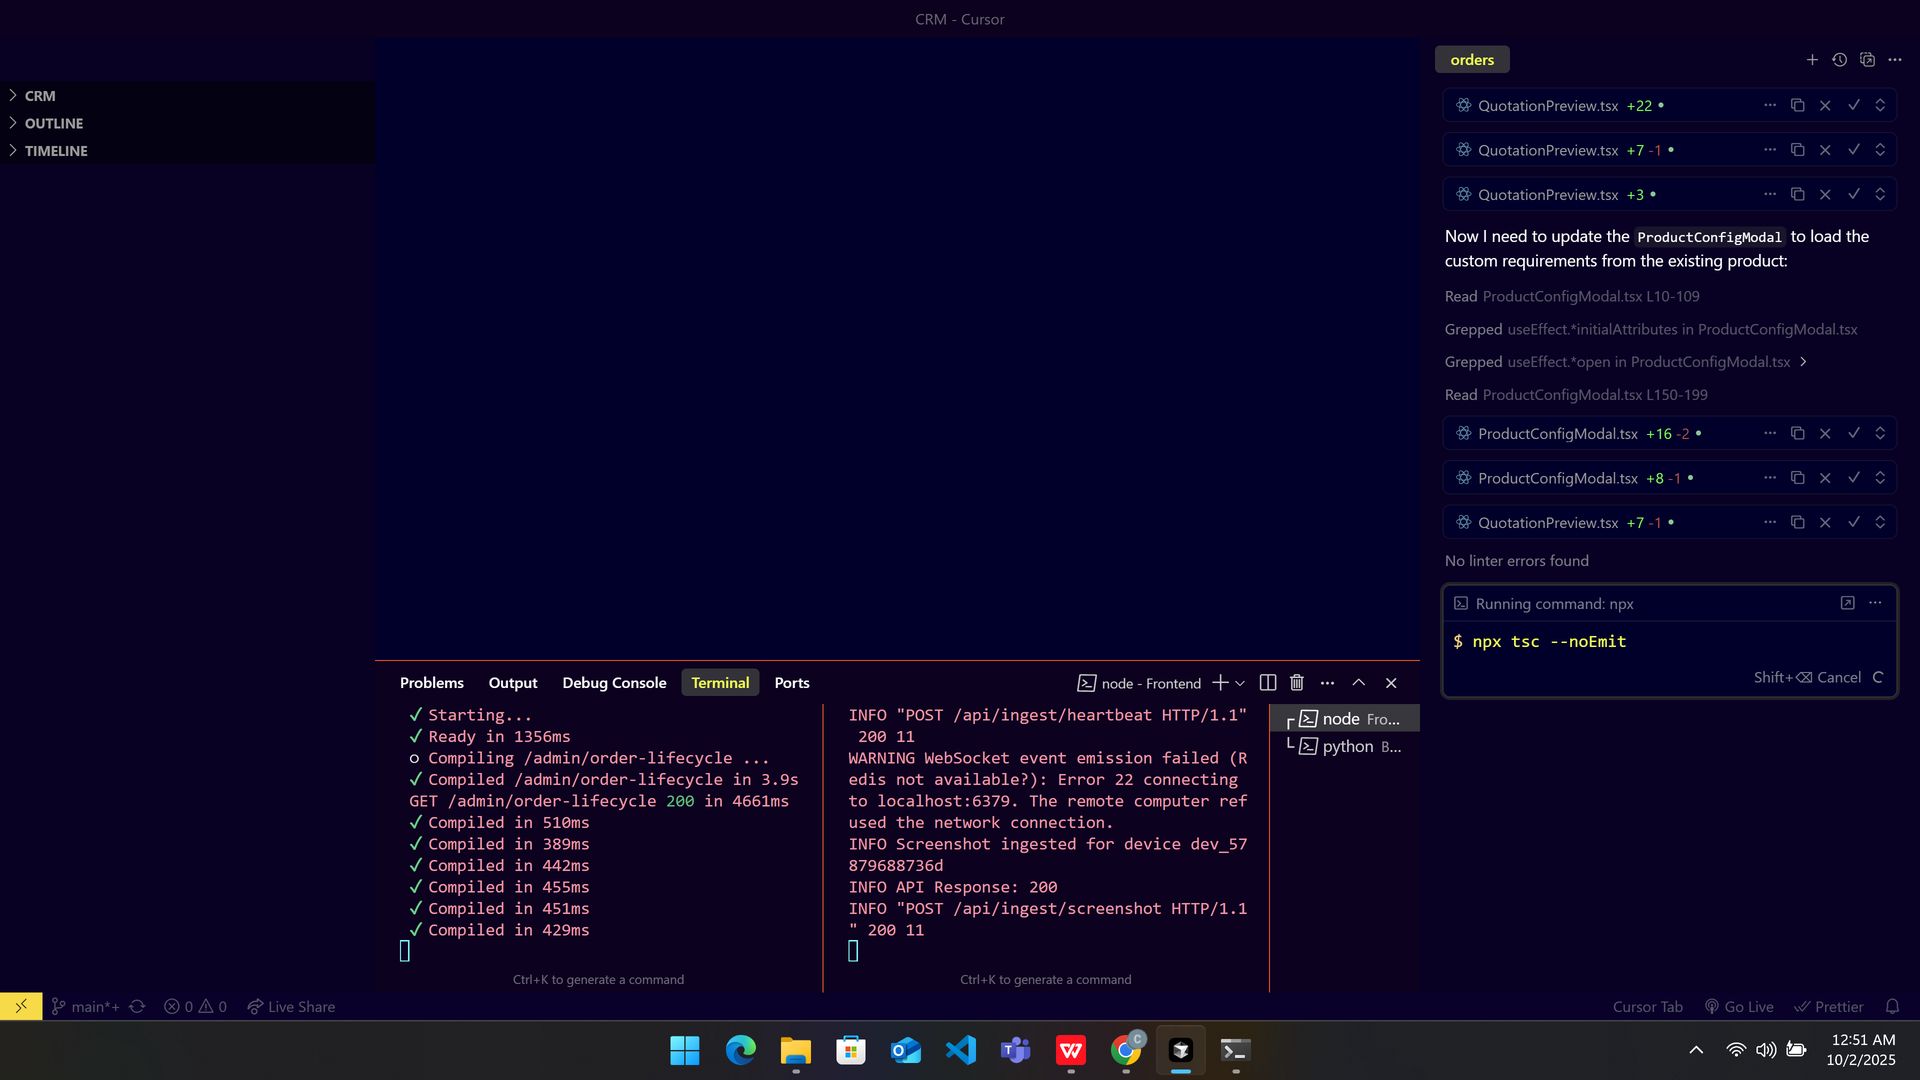 CRM - Cursor
CRM
OUTLINE
TIMELINE
orders
QuotationPreview.tsx +22
QuotationPreview.tsx +7 -1
QuotationPreview.tsx +3
Now I need to update the ProductConfigModal to load the
custom requirements from the existing product:
Read ProductConfigModal.tsx L10-109
Grepped useEffect.*initialAttributes in ProductConfigModal.tsx
Grepped useEffect.*open in ProductConfigModal.tsx
Read ProductConfigModal.tsx L150-199
ProductConfigModal.tsx +16 -2
ProductConfigModal.tsx +8 -1
QuotationPreview.tsx +7 -1
No linter errors found
Running command: npx
$ npx tsc --noEmit
Shift+⌫ Cancel
Problems Output Debug Console Terminal Ports
node - Frontend
✓ Starting...
✓ Ready in 1356ms
○ Compiling /admin/order-lifecycle ...
✓ Compiled /admin/order-lifecycle in 3.9s
GET /admin/order-lifecycle 200 in 4661ms
✓ Compiled in 510ms
✓ Compiled in 389ms
✓ Compiled in 442ms
✓ Compiled in 455ms
✓ Compiled in 451ms
✓ Compiled in 429ms
Ctrl+K to generate a command
INFO "POST /api/ingest/heartbeat HTTP/1.1"
200 11
WARNING WebSocket event emission failed (R
edis not available?): Error 22 connecting
to localhost:6379. The remote computer ref
used the network connection.
INFO Screenshot ingested for device dev_57
879688736d
INFO API Response: 200
INFO "POST /api/ingest/screenshot HTTP/1.1
" 200 11
Ctrl+K to generate a command
node Fro...
python B...
main*+ 0 0 Live Share
Cursor Tab Go Live Prettier
12:51 AM
10/2/2025